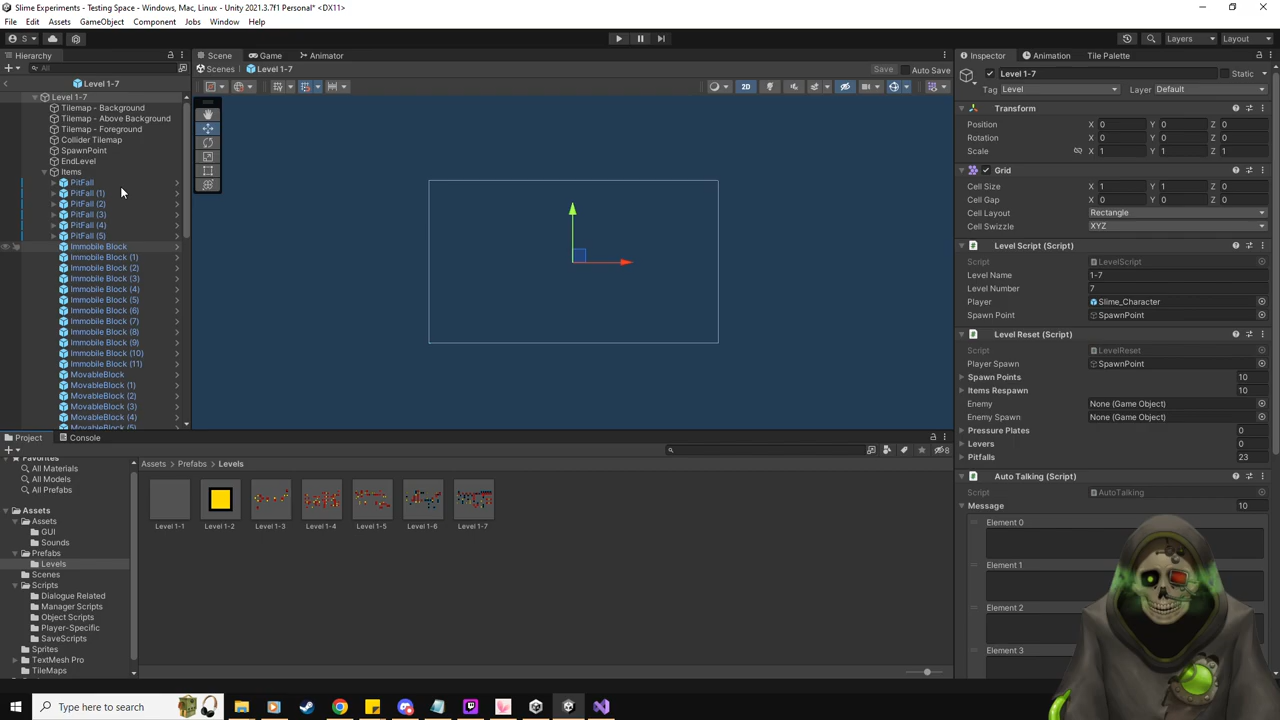 Slime Experiments - Testing Space - Windows, Mac, Linux - Unity 2021.3.7f1 Personal* <DX11>
File Edit Assets GameObject Component Jobs Window Help
S Layers Layout
Hierarchy
All
Level 1-7
Level 1-7
Tilemap - Background
Tilemap - Above Background
Tilemap - Foreground
Collider Tilemap
SpawnPoint
EndLevel
Items
PitFall
PitFall (1)
PitFall (2)
PitFall (3)
PitFall (4)
PitFall (5)
Immobile Block
Immobile Block (1)
Immobile Block (2)
Immobile Block (3)
Immobile Block (4)
Immobile Block (5)
Immobile Block (6)
Immobile Block (7)
Immobile Block (8)
Immobile Block (9)
Immobile Block (10)
Immobile Block (11)
MovableBlock
MovableBlock (1)
MovableBlock (2)
MovableBlock (3)
MovableBlock (4)
MovableBlock (5)
Scene Game Animator
Scenes Level 1-7 Save Auto Save
2D
Inspector Animation Tile Palette
Level 1-7 Static
Tag Level Layer Default
Transform
Position X 0 Y 0 Z 0
Rotation X 0 Y 0 Z 0
Scale X 1 Y 1 Z 1
Grid
Cell Size X 1 Y 1 Z 0
Cell Gap X 0 Y 0 Z 0
Cell Layout Rectangle
Cell Swizzle XYZ
Level Script (Script)
Script LevelScript
Level Name 1-7
Level Number 7
Player Slime_Character
Spawn Point SpawnPoint
Level Reset (Script)
Script LevelReset
Player Spawn SpawnPoint
Spawn Points 10
Items Respawn 10
Enemy None (Game Object)
Enemy Spawn None (Game Object)
Pressure Plates 0
Levers 0
Pitfalls 23
Auto Talking (Script)
Script AutoTalking
Message 10
Element 0
Element 1
Element 2
Element 3
Project Console
8
Favorites
All Materials
All Models
All Prefabs
Assets
Assets
GUI
Sounds
Prefabs
Levels
Scenes
Scripts
Dialogue Related
Manager Scripts
Object Scripts
Player-Specific
SaveScripts
Sprites
TextMesh Pro
TileMaps
Assets > Prefabs > Levels
Level 1-1 Level 1-2 Level 1-3 Level 1-4 Level 1-5 Level 1-6 Level 1-7
Type here to search